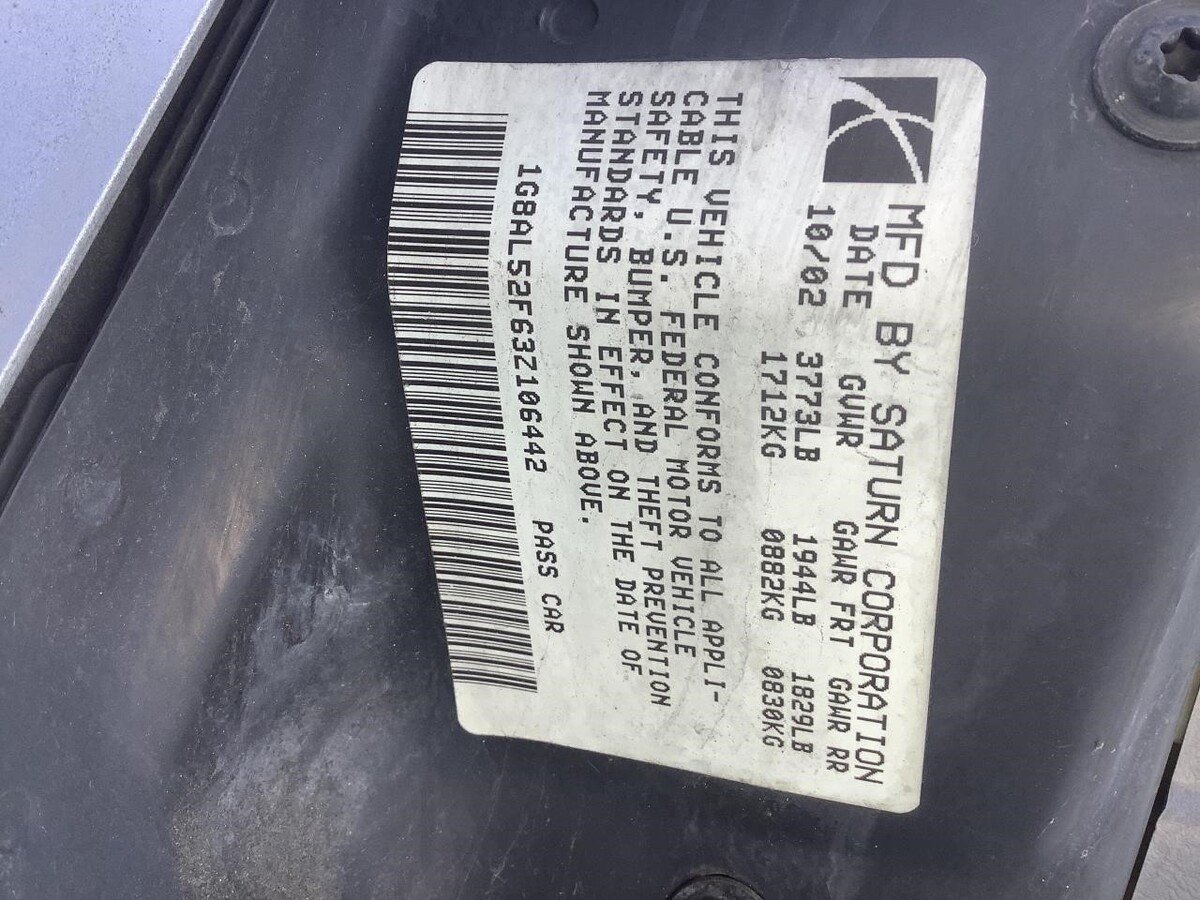 MFD BY SATURN CORPORATION
DATE GVWR GAWR FRT GAWR RR
10/02 3773LB 1944LB 1829LB
1712KG 0882KG 0830KG
THIS VEHICLE CONFORMS TO ALL APPLI-
CABLE U.S. FEDERAL MOTOR VEHICLE
SAFETY, BUMPER, AND THEFT PREVENTION
STANDARDS IN EFFECT ON THE DATE OF
MANUFACTURE SHOWN ABOVE.
1G8AL52F63Z106442 PASS CAR